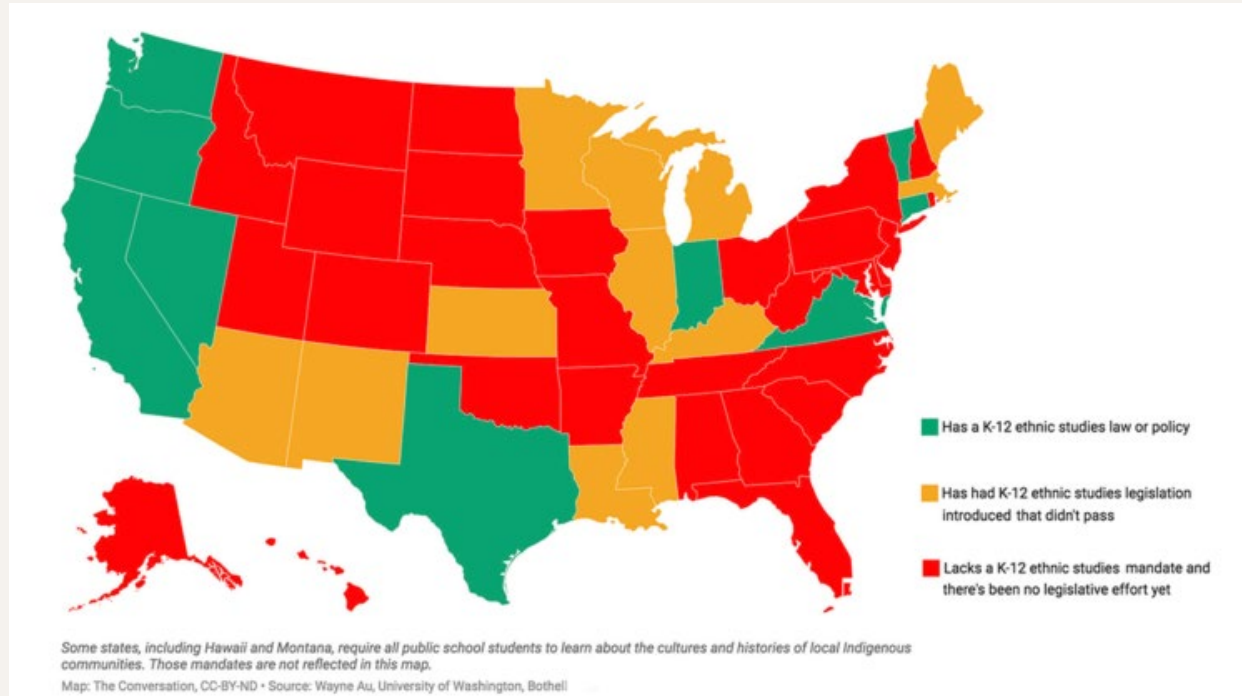 Has a K-12 ethnic studies law or policy
Has had K-12 ethnic studies legislation
introduced that didn't pass
Lacks a K-12 ethnic studies mandate and
there's been no legislative effort yet
Some states, including Hawaii and Montana, require all public school students to learn about the cultures and histories of local Indigenous
communities. Those mandates are not reflected in this map.
Map: The Conversation, CC-BY-ND • Source: Wayne Au, University of Washington, Bothell